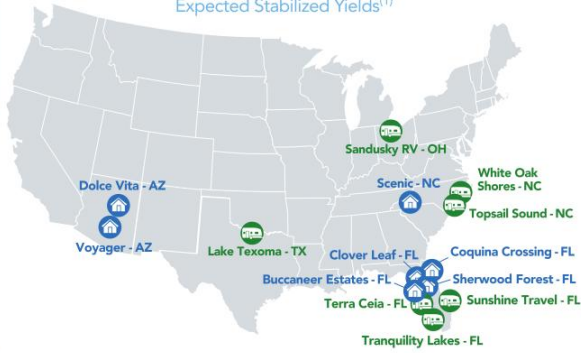 Expected Stabilized Yields(1)
Sandusky RV - OH
White Oak
Shores - NC
Dolce Vita - AZ
Scenic - NC
Topsail Sound - NC
Voyager - AZ
Lake Texoma - TX
Clover Leaf - FL
Coquina Crossing - FL
Buccaneer Estates - FL
Sherwood Forest - FL
Terra Ceia - FL
Sunshine Travel - FL
Tranquility Lakes - FL